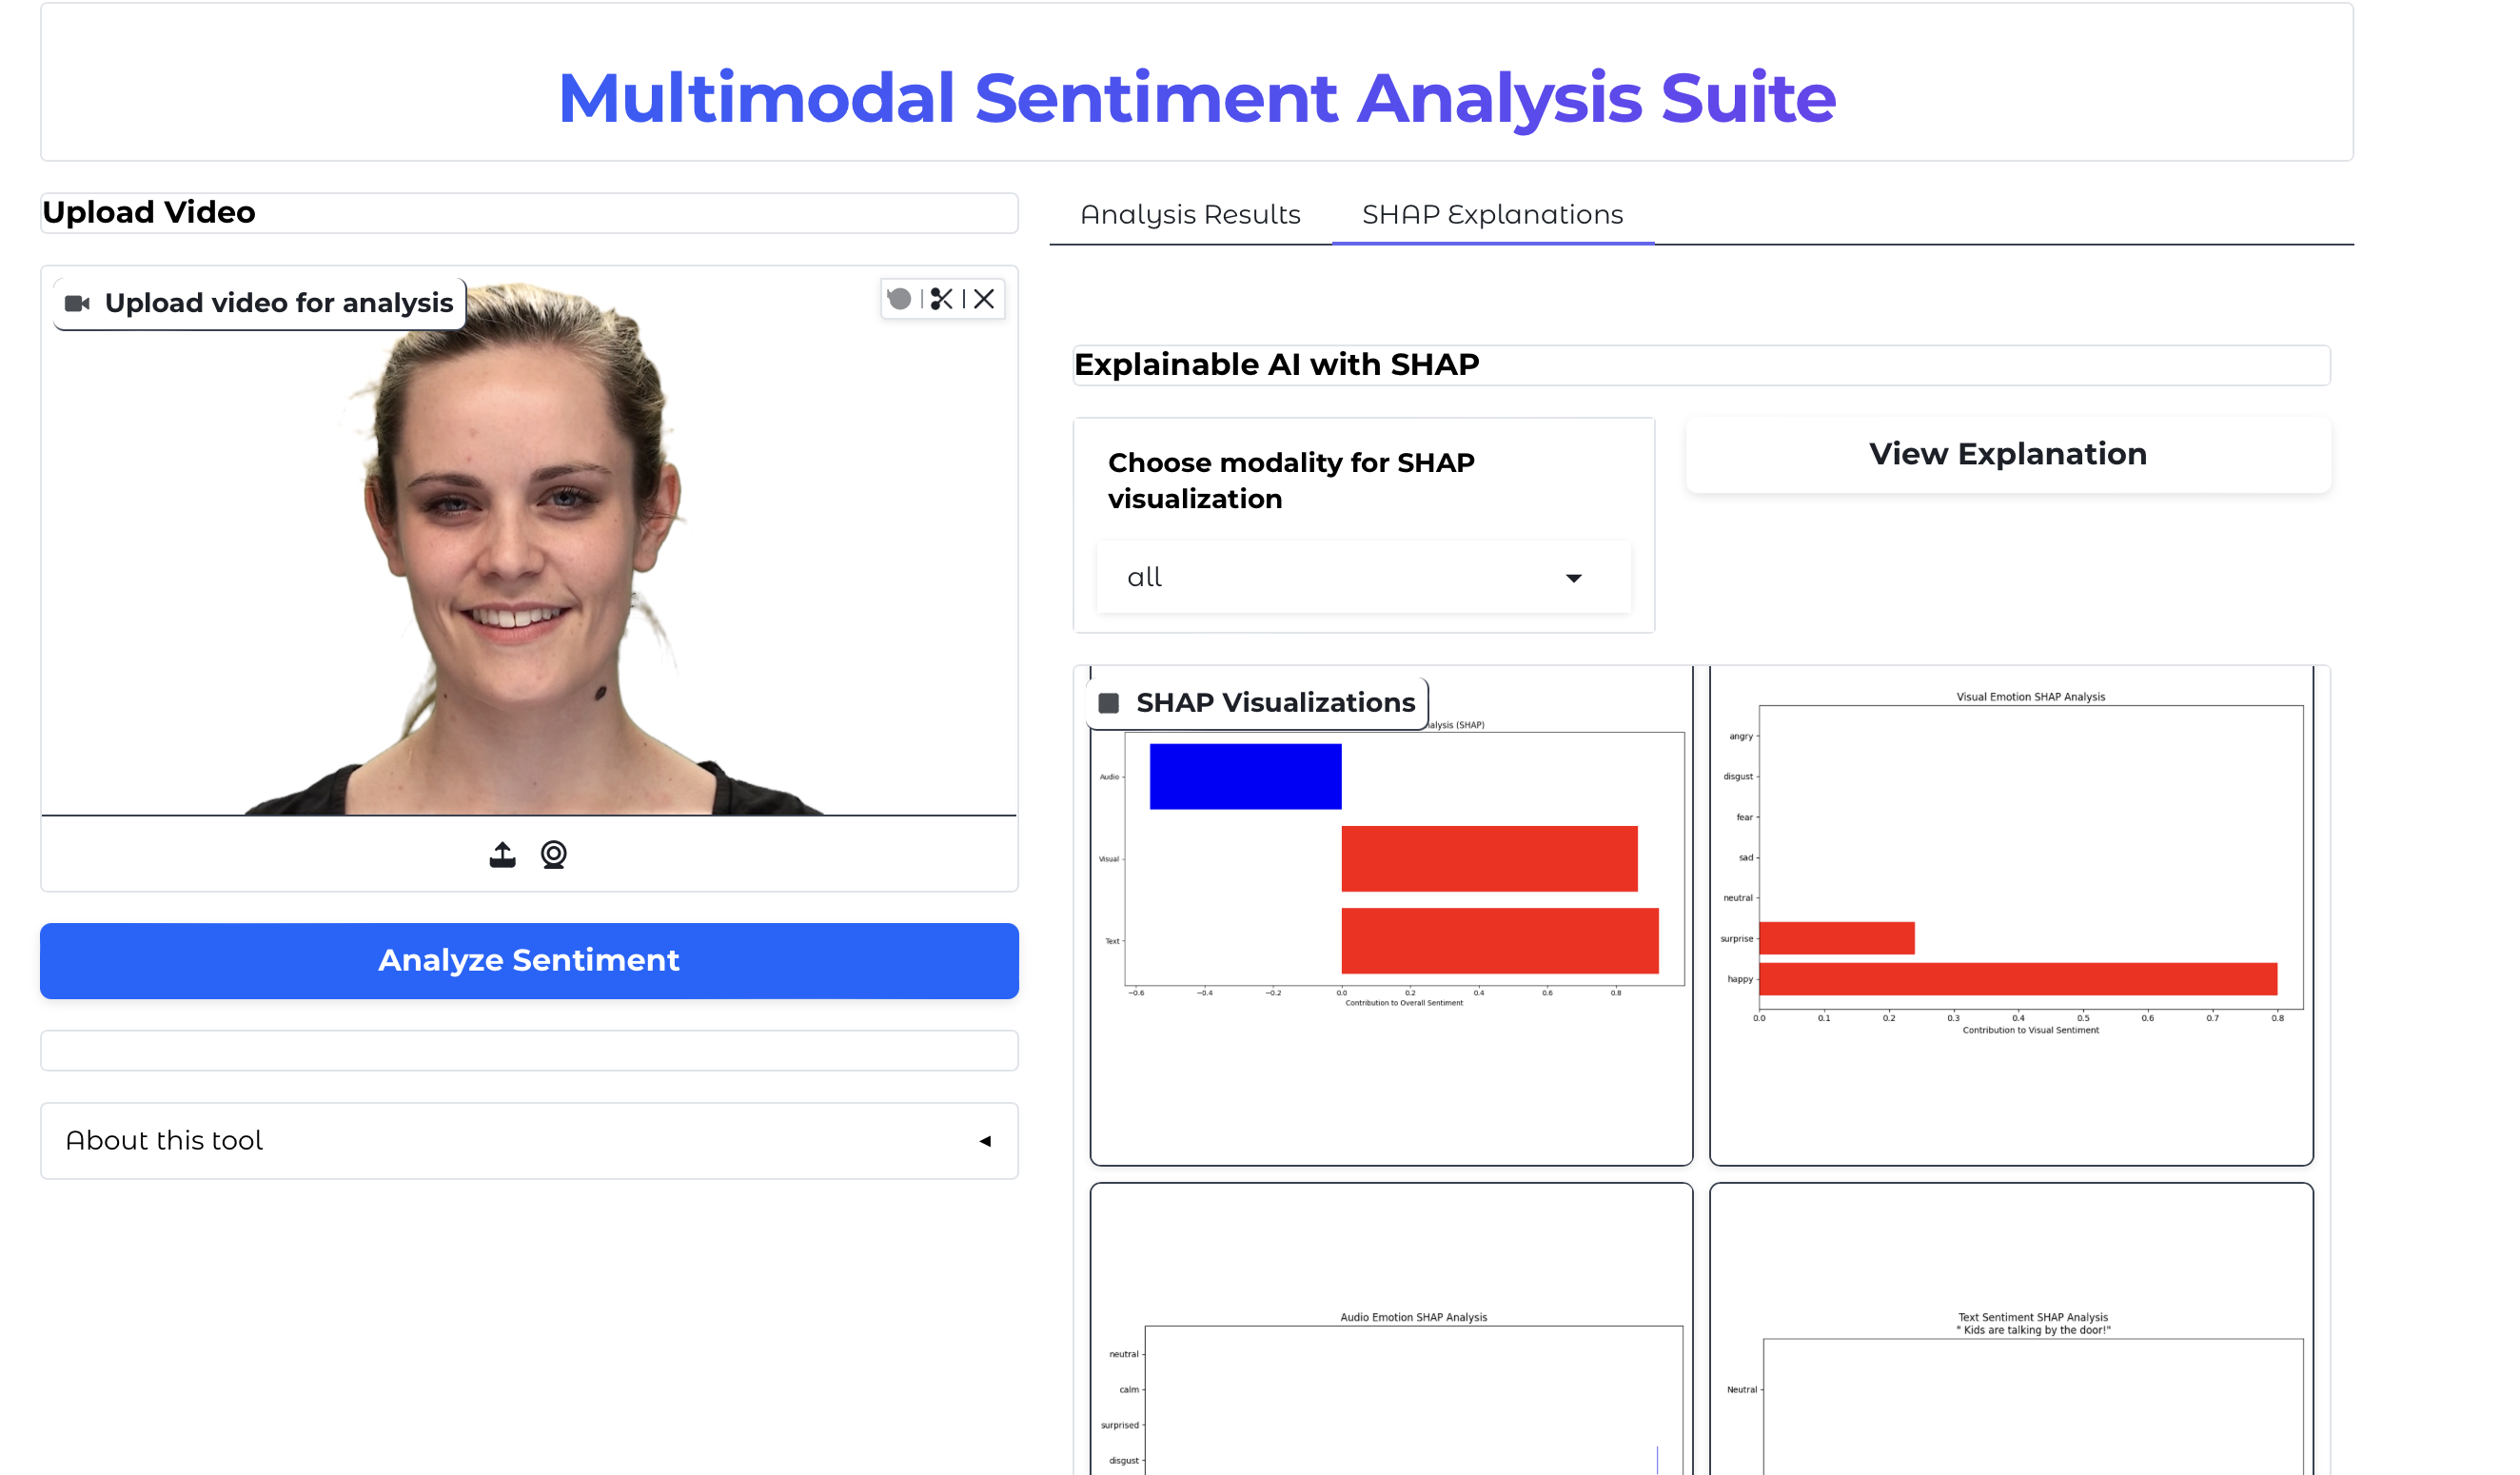 Multimodal Sentiment Analysis Suite
Upload Video
Upload video for analysis
Analyze Sentiment
About this tool
Analysis Results
SHAP Explanations
Explainable AI with SHAP
Choose modality for SHAP
visualization
all
View Explanation
SHAP Visualizations
(SHAP)
Audio
Visual
Text
−0.6 −0.4 −0.2 0.0 0.2 0.4 0.6 0.8
Contribution to Overall Sentiment
Visual Emotion SHAP Analysis
angry
disgust
fear
sad
neutral
surprise
happy
0.0 0.1 0.2 0.3 0.4 0.5 0.6 0.7 0.8
Contribution to Visual Sentiment
Audio Emotion SHAP Analysis
neutral
calm
surprised
disgust
Text Sentiment SHAP Analysis
" Kids are talking by the door!"
Neutral